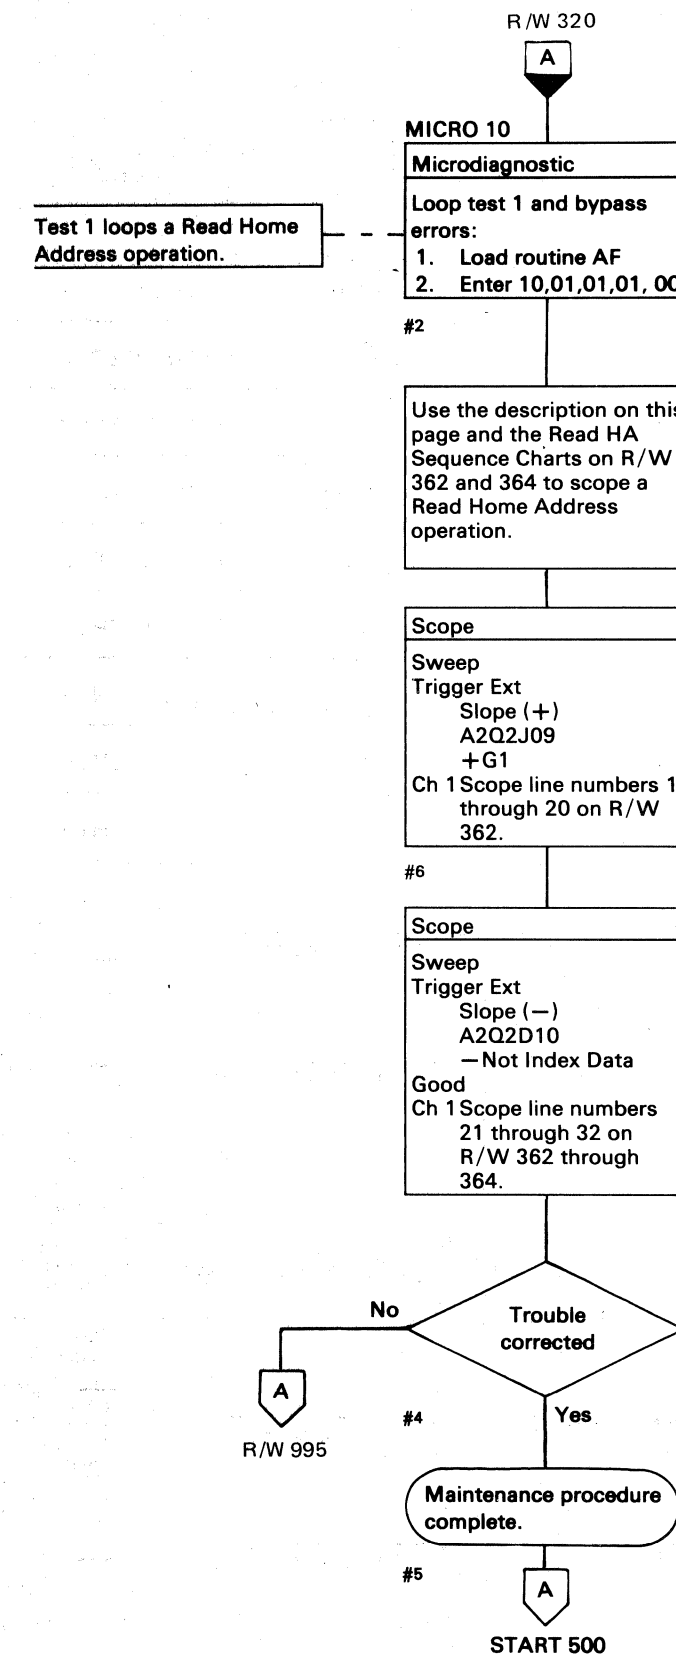 R/W 320
A
MICRO 10
Microdiagnostic
Loop test 1 and bypass
errors:
1. Load routine AF
2. Enter 10,01,01,01, 00
Test 1 loops a Read Home
Address operation.
#2
Use the description on this
page and the Read HA
Sequence Charts on R/W
362 and 364 to scope a
Read Home Address
operation.
Scope
Sweep
Trigger Ext
Slope (+)
A2Q2J09
+G1
Ch 1 Scope line numbers 1
through 20 on R/W
362.
#6
Scope
Sweep
Trigger Ext
Slope (—)
A2Q2D10
—Not Index Data
Good
Ch 1 Scope line numbers
21 through 32 on
R/W 362 through
364.
Trouble
corrected
No
A
R/W 995
#4
Yes
Maintenance procedure
complete.
#5
A
START 500